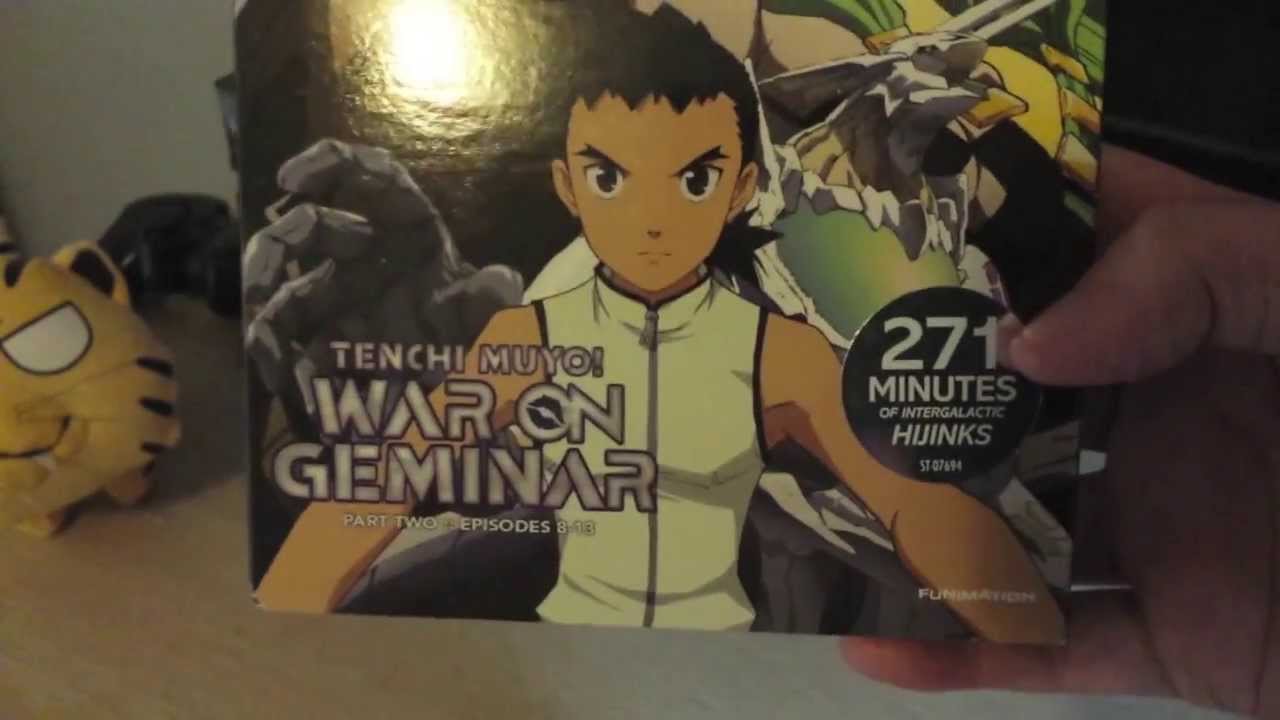 TENCHI MUYO!
WAR ON
GEMINAR
PART TWO - EPISODES 8-13
271
MINUTES
OF INTERGALACTIC
HIJINKS
ST-07694
FUNIMATION